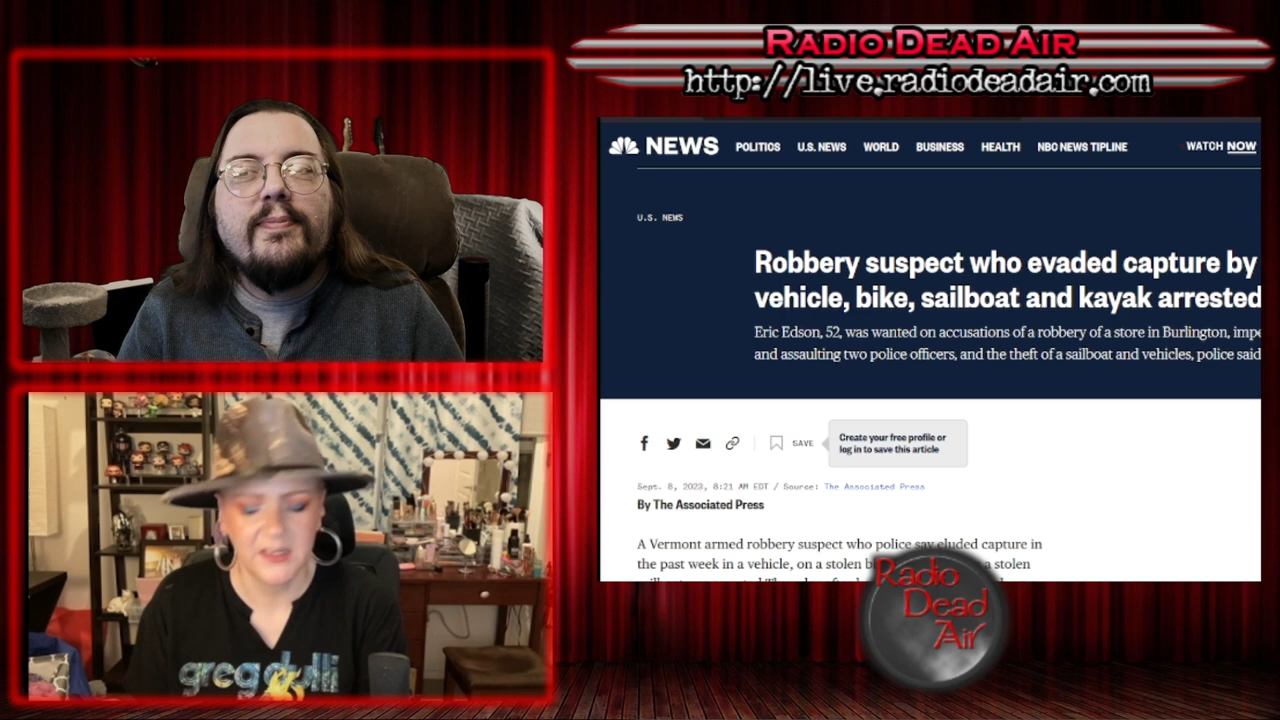 Radio Dead Air
http://live.radiodeadair.com
NEWS POLITICS U.S. NEWS WORLD BUSINESS HEALTH NBC NEWS TIPLINE WATCH NOW
U.S. NEWS
Robbery suspect who evaded capture by
vehicle, bike, sailboat and kayak arrested
Eric Edson, 52, was wanted on accusations of a robbery of a store in Burlington, impe
and assaulting two police officers, and the theft of a sailboat and vehicles, police said
SAVE
Create your free profile or
log in to save this article
Sept. 8, 2023, 8:21 AM EDT / Source: The Associated Press
By The Associated Press
A Vermont armed robbery suspect who police say eluded capture in
the past week in a vehicle, on a stolen b a stolen
Radio
Dead
Air
greg dulli